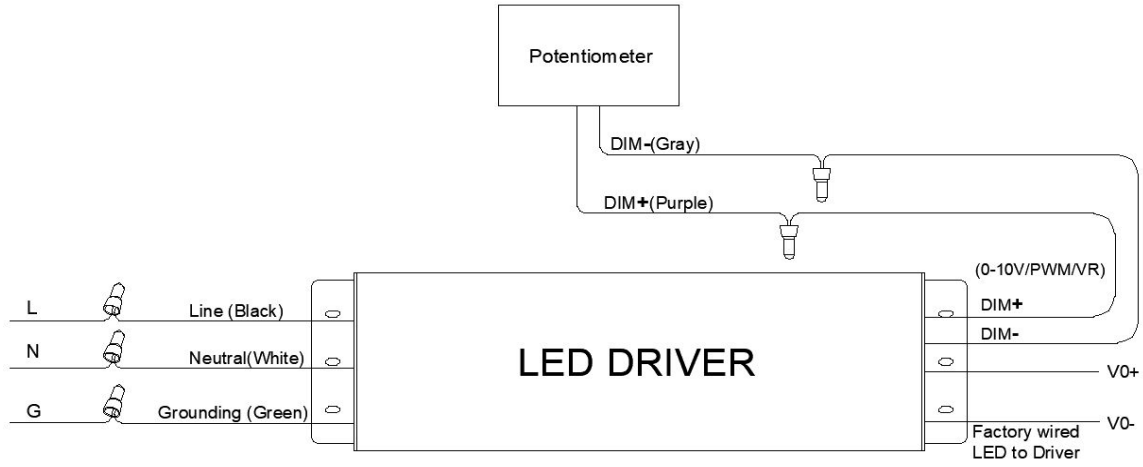 Potentiometer
DIM-(Gray)
DIM+(Purple)
(0-10V/PWM/VR)
L
Line (Black)
DIM+
N
Neutral(White)
LED DRIVER
DIM-
V0+
G
Grounding (Green)
V0-
Factory wired
LED to Driver